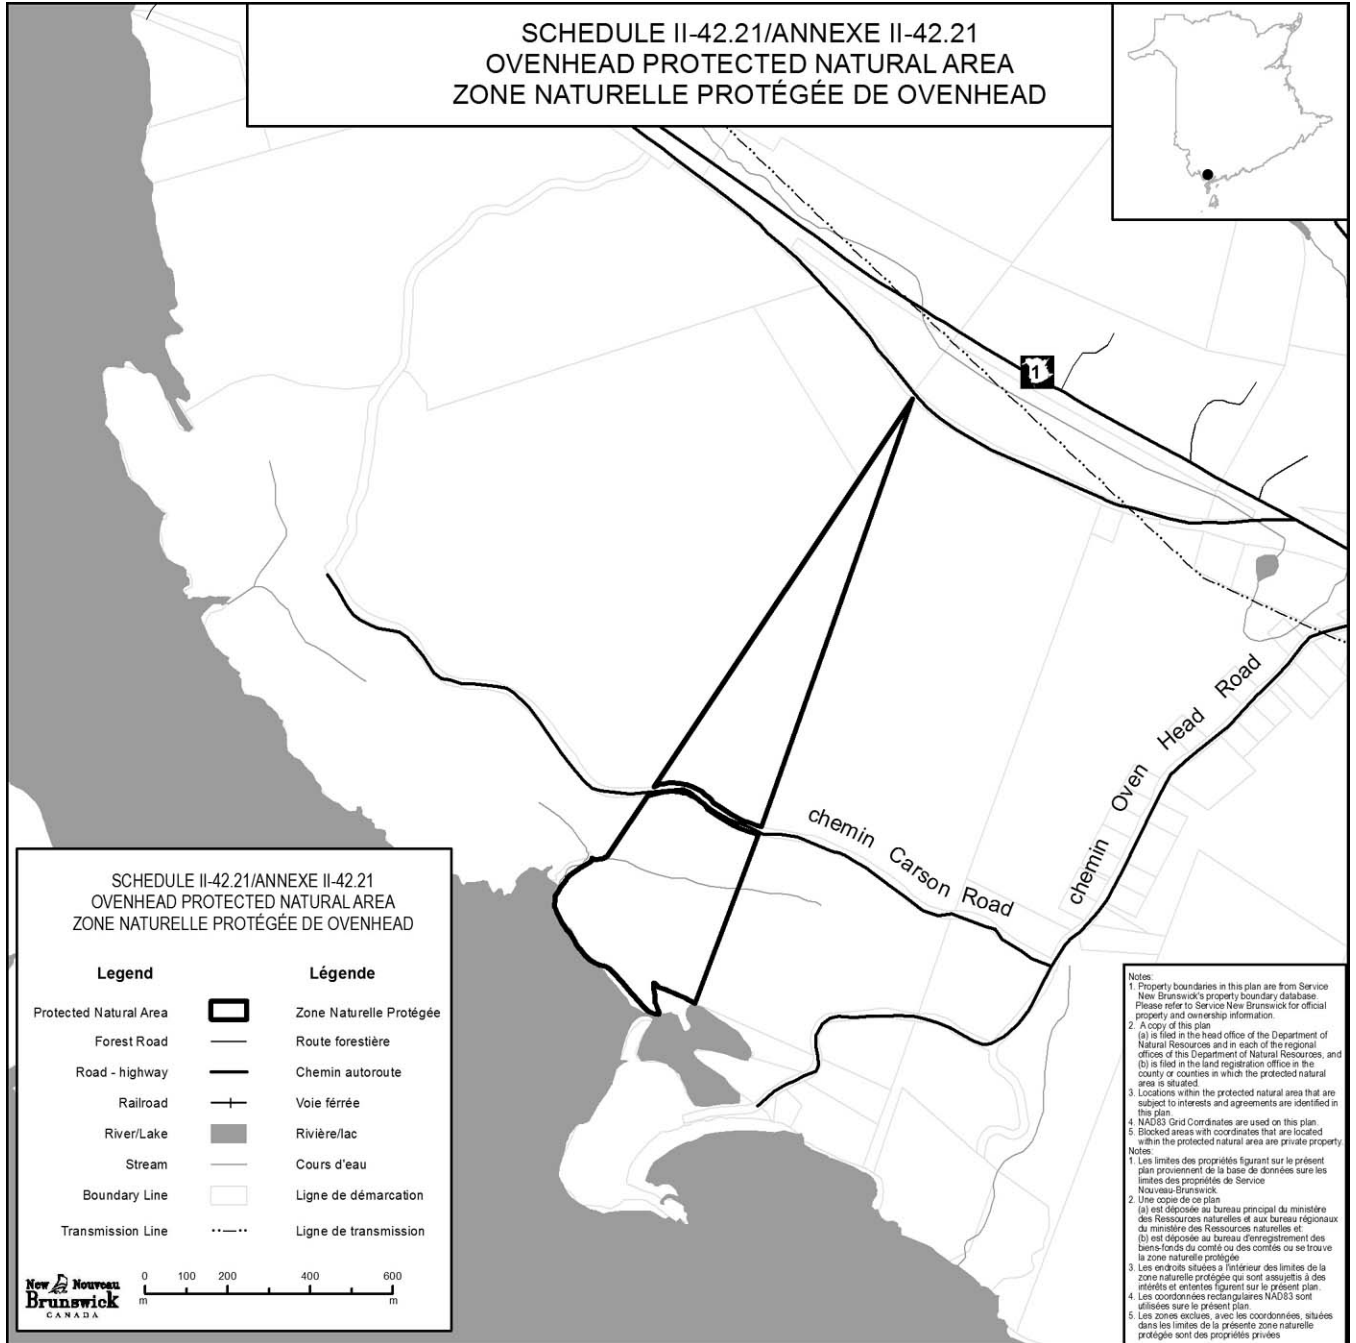 SCHEDULE II-42.21/ANNEXE II-42.21
OVENHEAD PROTECTED NATURAL AREA
ZONE NATURELLE PROTÉGÉE DE OVENHEAD
1
chemin Oven Head Road
chemin Carson Road
SCHEDULE II-42.21/ANNEXE II-42.21
OVENHEAD PROTECTED NATURAL AREA
ZONE NATURELLE PROTÉGÉE DE OVENHEAD
Legend Légende
Protected Natural Area Zone Naturelle Protégée
Forest Road Route forestière
Road - highway Chemin autoroute
Railroad Voie férrée
River/Lake Rivière/lac
Stream Cours d'eau
Boundary Line Ligne de démarcation
Transmission Line Ligne de transmission
New Nouveau
Brunswick
CANADA
0 100 200 400 600
m m
Notes:
1. Property boundaries in this plan are from Service
New Brunswick's property boundary database.
Please refer to Service New Brunswick for official
property and ownership information.
2. A copy of this plan
(a) is filed in the head office of the Department of
Natural Resources and in each of the regional
offices of this Department of Natural Resources, and
(b) is filed in the land registration office in the
county or counties in which the protected natural
area is situated.
3. Locations within the protected natural area that are
subject to interests and agreements are identified in
this plan.
4. NAD83 Grid Corrdinates are used on this plan.
5. Blocked areas with coordinates that are located
within the protected natural area are private property.
Notes:
1. Les limites des propriétés figurant sur le présent
plan proviennent de la base de données sure les
limites des propriétés de Service
Nouveau-Brunswick.
2. Une copie de ce plan
(a) est déposée au bureau principal du ministère
des Ressources naturelles et aux bureau régionaux
du ministère des Ressources naturelles et:
(b) est déposée au bureau d'enregistrement des
biens-fonds du comté ou des comtés ou se trouve
la zone naturelle protégée
3. Les endroits situées a l'intérieur des limites de la
zone naturelle protégée qui sont assujettis à des
intérêts et ententes figurent sur le présent plan.
4. Les coordonnées rectangulaires NAD83 sont
utilisées sure le présent plan.
5. Les zones exclues, avec les coordonnées, situées
dans les limites de la présente zone naturelle
protégée sont des propriétés privées